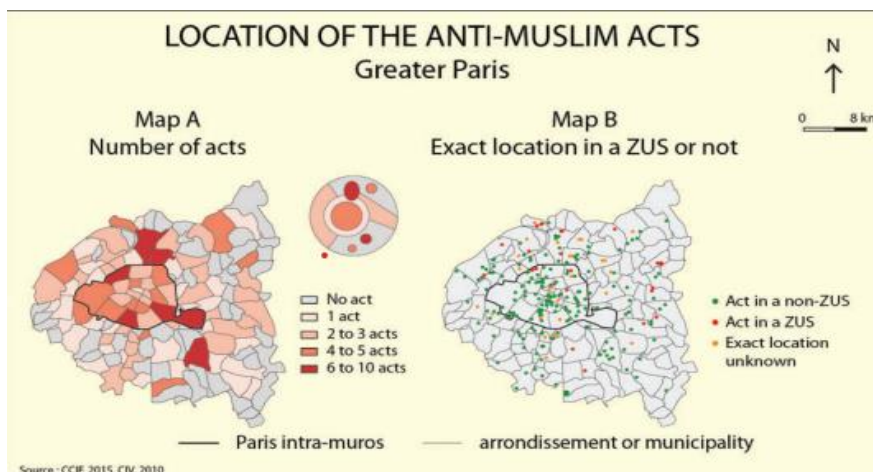 LOCATION OF THE ANTI-MUSLIM ACTS
Greater Paris
N
0 8 km
Map A
Number of acts
Map B
Exact location in a ZUS or not
No act
1 act
2 to 3 acts
4 to 5 acts
6 to 10 acts
Act in a non-ZUS
Act in a ZUS
Exact location
unknown
Paris intra-muros
arrondissement or municipality
Source : CCIF 2015, CIV, 2010